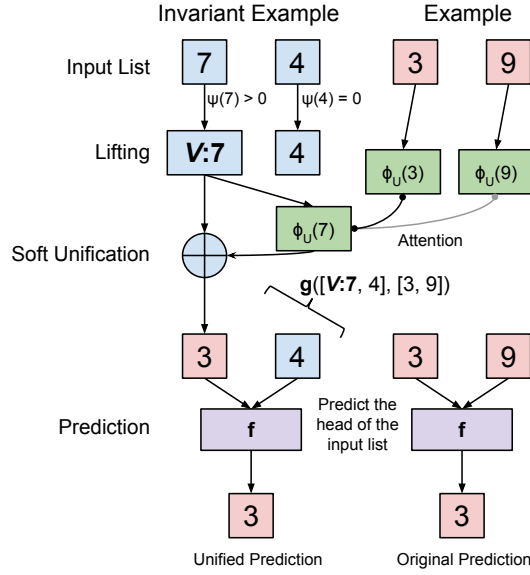 Invariant Example
Example
Input List
7
4
3
9
ψ(7) > 0
ψ(4) = 0
Lifting
V:7
4
ϕU(3)
ϕU(9)
ϕU(7)
Attention
Soft Unification
g([V:7, 4], [3, 9])
3
4
3
9
Prediction
f
Predict the
head of the
input list
f
3
3
Unified Prediction
Original Prediction